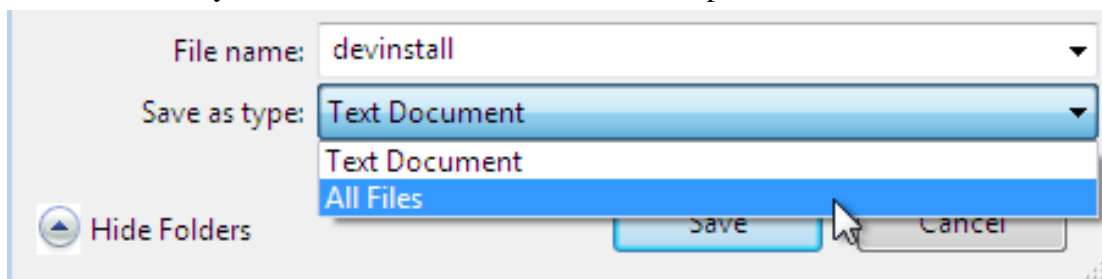 File name: devinstall
Save as type: Text Document
Text Document
All Files
Hide Folders Save Cancel